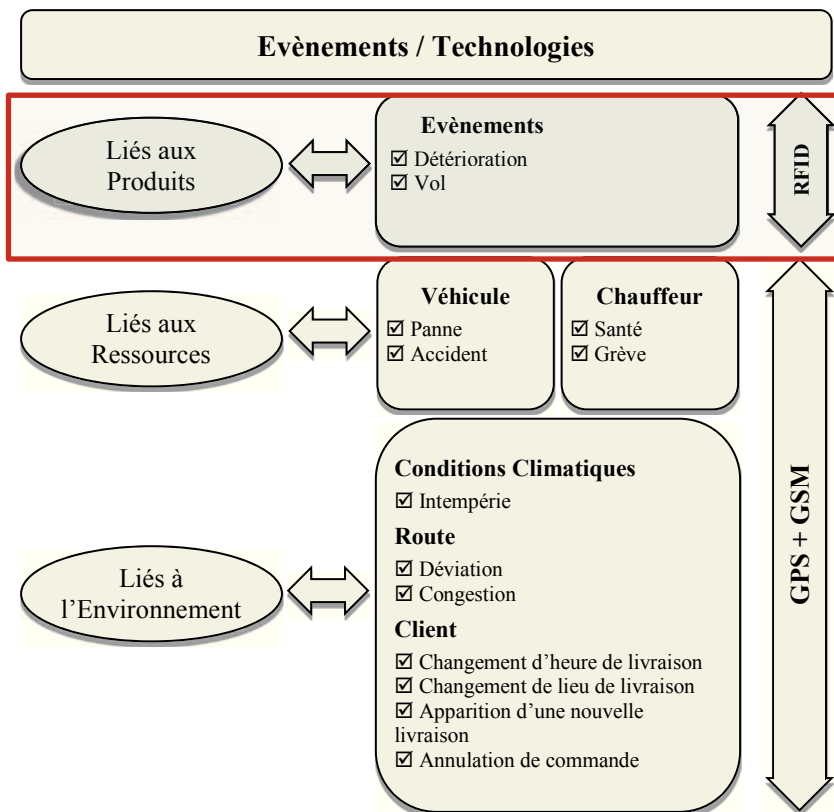 Evènements / Technologies
Liés aux
Produits
Evènements
☑ Détérioration
☑ Vol
RFID
Liés aux
Ressources
Véhicule
☑ Panne
☑ Accident
Chauffeur
☑ Santé
☑ Grève
Liés à
l’Environnement
Conditions Climatiques
☑ Intempérie
Route
☑ Déviation
☑ Congestion
Client
☑ Changement d’heure de livraison
☑ Changement de lieu de livraison
☑ Apparition d’une nouvelle
livraison
☑ Annulation de commande
GPS + GSM